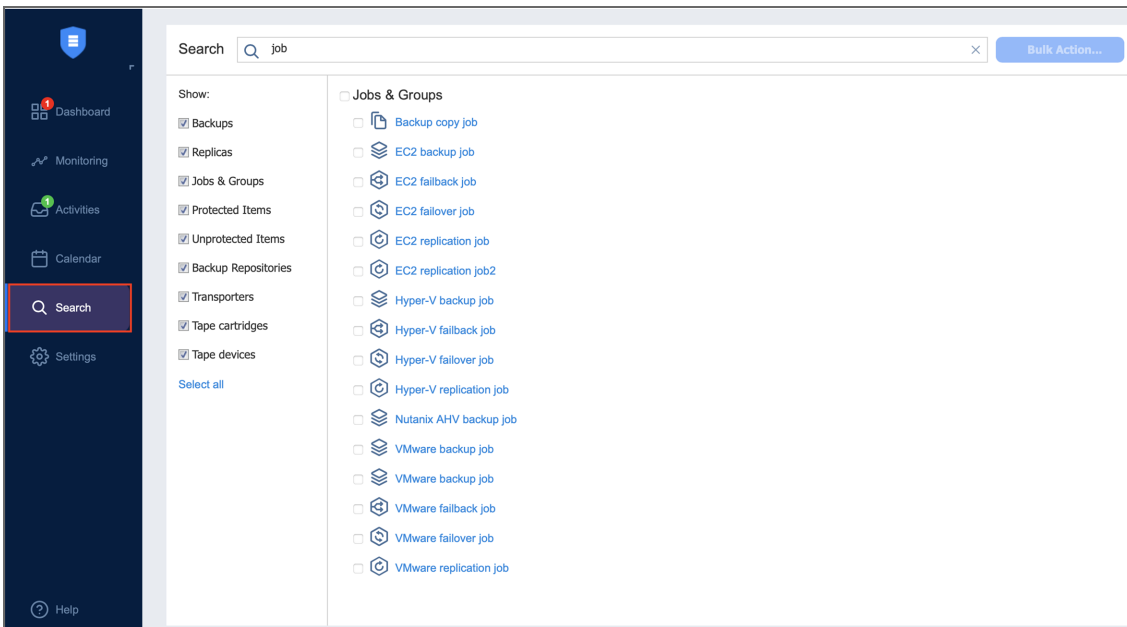 1
Dashboard
Monitoring
1
Activities
Calendar
Search
Settings
Help
Search
job
Bulk Action...
Show:
Backups
Replicas
Jobs & Groups
Protected Items
Unprotected Items
Backup Repositories
Transporters
Tape cartridges
Tape devices
Select all
Jobs & Groups
Backup copy job
EC2 backup job
EC2 failback job
EC2 failover job
EC2 replication job
EC2 replication job2
Hyper-V backup job
Hyper-V failback job
Hyper-V failover job
Hyper-V replication job
Nutanix AHV backup job
VMware backup job
VMware backup job
VMware failback job
VMware failover job
VMware replication job